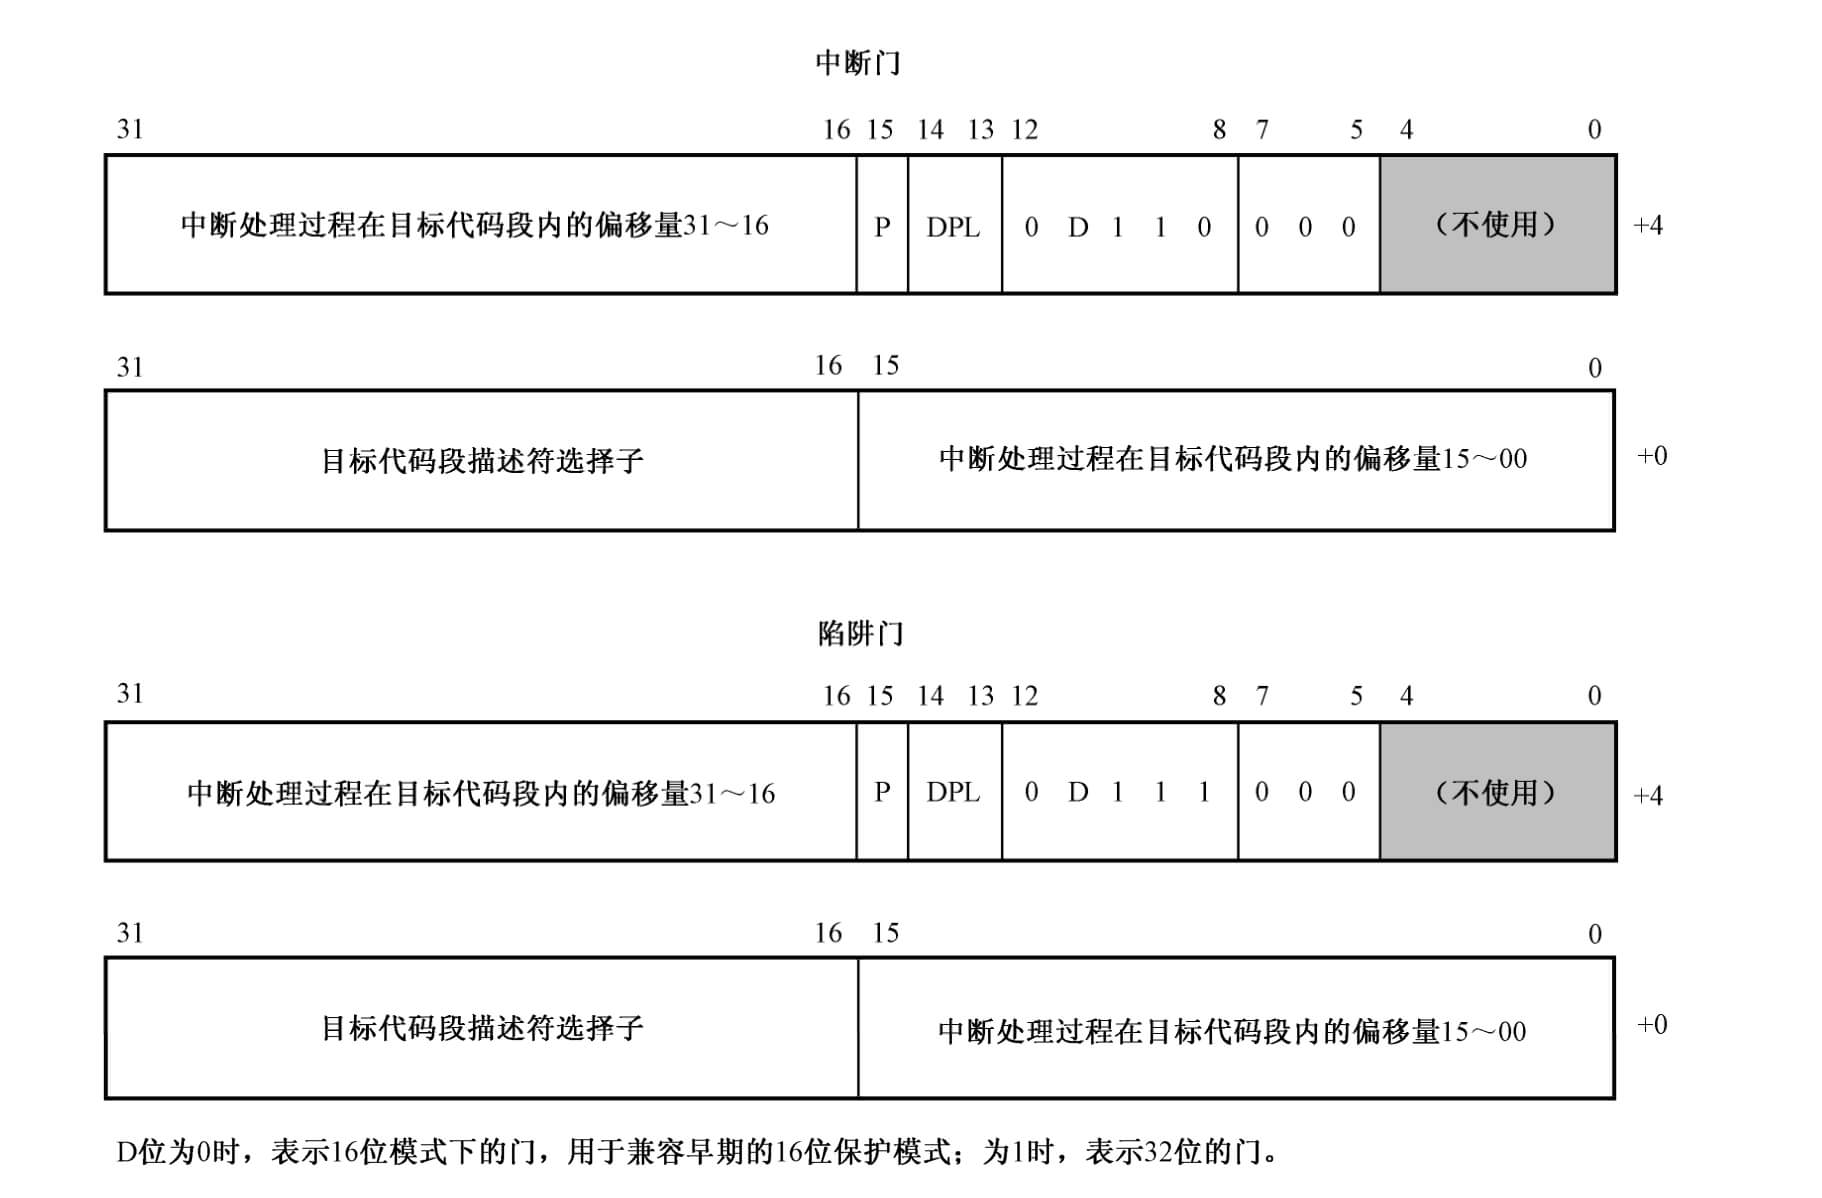 中断门
31 16 15 14 13 12 8 7 5 4 0
中断处理过程在目标代码段内的偏移量31～16 P DPL 0 D 1 1 0 0 0 0 （不使用） +4
31 16 15 0
目标代码段描述符选择子 中断处理过程在目标代码段内的偏移量15～00 +0
陷阱门
31 16 15 14 13 12 8 7 5 4 0
中断处理过程在目标代码段内的偏移量31～16 P DPL 0 D 1 1 1 0 0 0 （不使用） +4
31 16 15 0
目标代码段描述符选择子 中断处理过程在目标代码段内的偏移量15～00 +0
D位为0时，表示16位模式下的门，用于兼容早期的16位保护模式；为1时，表示32位的门。